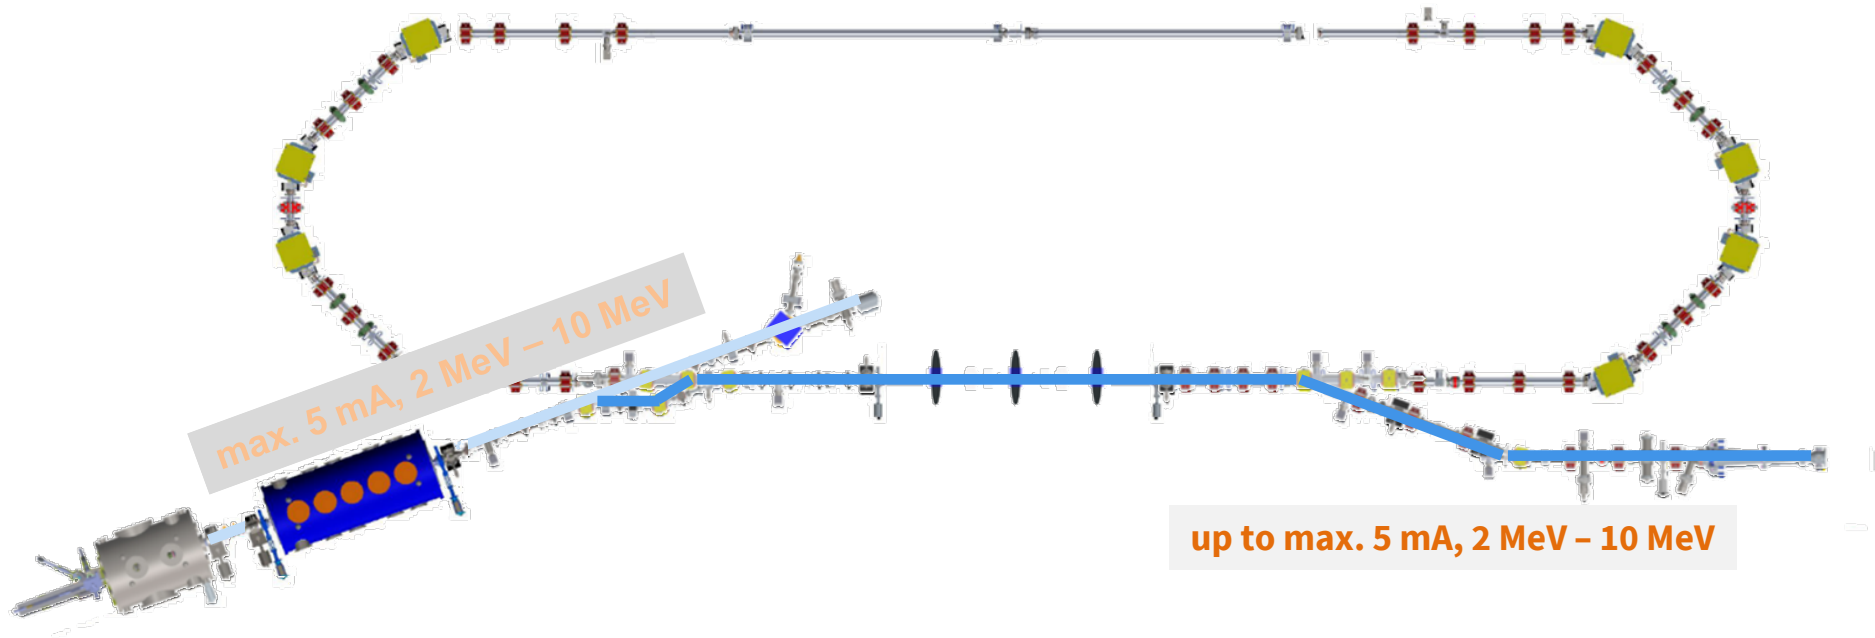 max. 5 mA, 2 MeV – 10 MeV
up to max. 5 mA, 2 MeV – 10 MeV